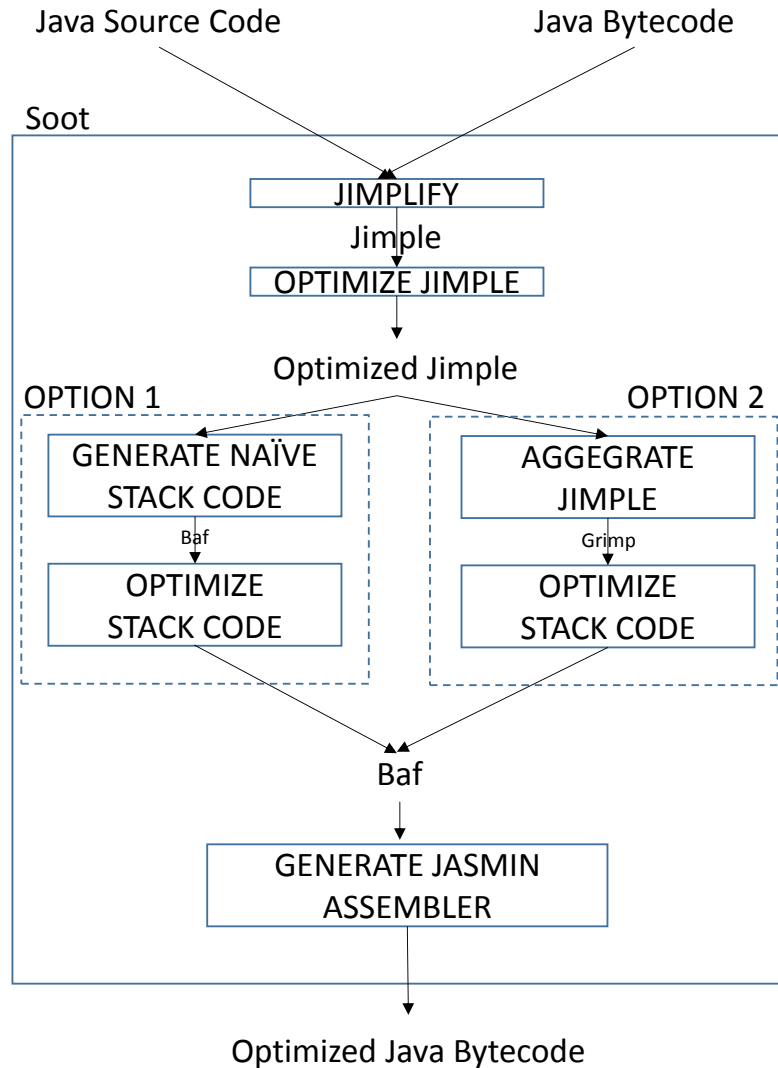 Java Source Code
Java Bytecode
Soot
JIMPLIFY
Jimple
OPTIMIZE JIMPLE
Optimized Jimple
OPTION 1
OPTION 2
GENERATE NAÏVE
STACK CODE
AGGEGRATE
JIMPLE
Baf
Grimp
OPTIMIZE
STACK CODE
OPTIMIZE
STACK CODE
Baf
GENERATE JASMIN
ASSEMBLER
Optimized Java Bytecode